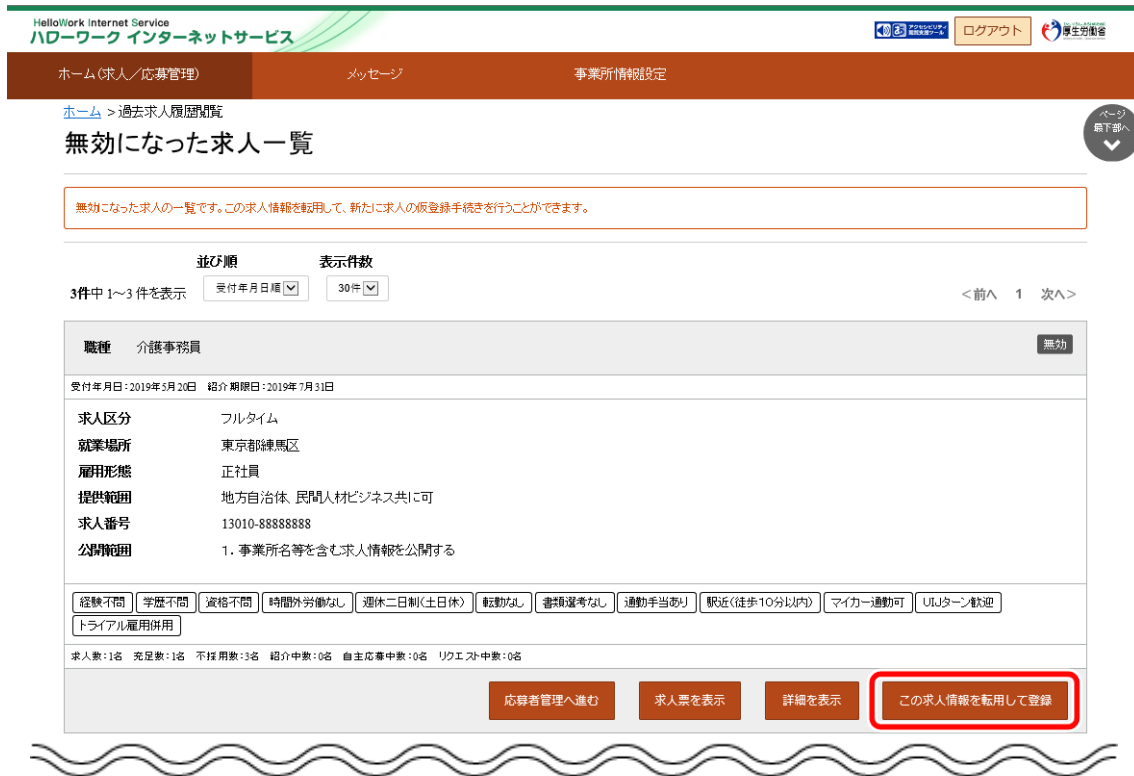 HelloWork Internet Service
ハローワーク インターネットサービス
ログアウト
厚生労働省
ホーム(求人／応募管理) メッセージ 事業所情報設定
ホーム >過去求人履歴閲覧
ページ
最下部へ
無効になった求人一覧
無効になった求人の一覧です。この求人情報を転用して、新たに求人の仮登録手続きを行うことができます。
並び順 表示件数
3件中 1～3 件を表示 受付年月日順 30件 <前へ 1 次へ>
職種 介護事務員 無効
受付年月日：2019年5月20日 紹介期限日：2019年7月31日
求人区分 フルタイム
就業場所 東京都練馬区
雇用形態 正社員
提供範囲 地方自治体、民間人材ビジネス共に可
求人番号 13010-88888888
公開範囲 1．事業所名等を含む求人情報を公開する
経験不問 学歴不問 資格不問 時間外労働なし 週休二日制(土日休) 転勤なし 書類選考なし 通勤手当あり 駅近(徒歩10分以内) マイカー通勤可 UIJターン歓迎
トライアル雇用併用
求人数：1名 充足数：1名 不採用数：3名 紹介中数：0名 自主応募中数：0名 リクエスト中数：0名
応募者管理へ進む 求人票を表示 詳細を表示 この求人情報を転用して登録